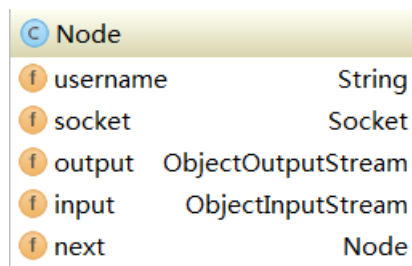 C Node
f username String
f socket Socket
f output ObjectOutputStream
f input ObjectInputStream
f next Node